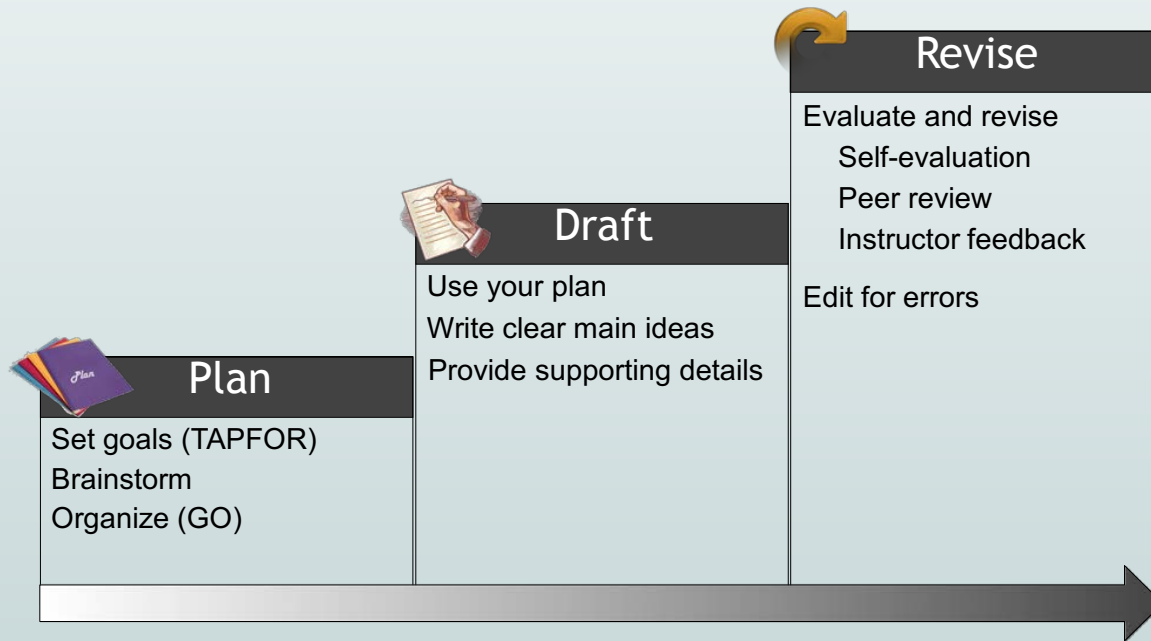 Plan
Plan
Set goals (TAPFOR)
Brainstorm
Organize (GO)
Draft
Use your plan
Write clear main ideas
Provide supporting details
Revise
Evaluate and revise
Self-evaluation
Peer review
Instructor feedback
Edit for errors